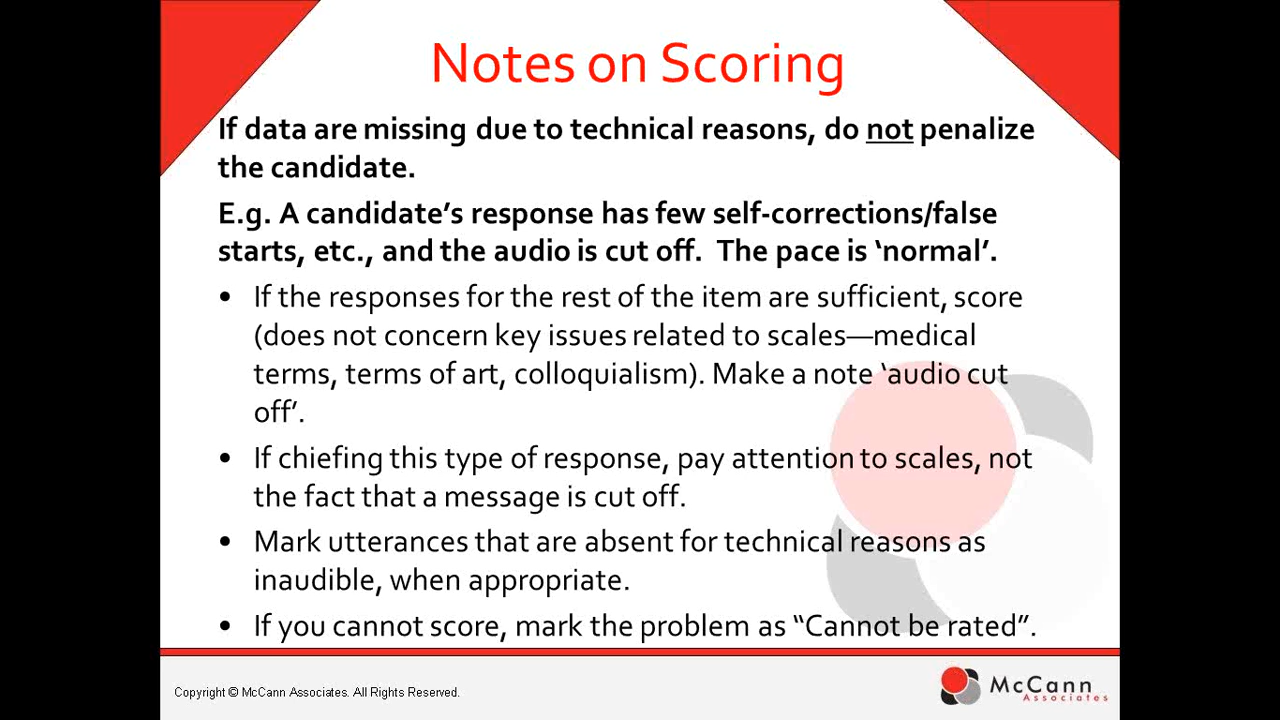 Notes on Scoring
If data are missing due to technical reasons, do not penalize
the candidate.
E.g. A candidate’s response has few self-corrections/false
starts, etc., and the audio is cut off.  The pace is ‘normal’.
• If the responses for the rest of the item are sufficient, score
(does not concern key issues related to scales—medical
terms, terms of art, colloquialism). Make a note ‘audio cut
off’.
• If chiefing this type of response, pay attention to scales, not
the fact that a message is cut off.
• Mark utterances that are absent for technical reasons as
inaudible, when appropriate.
• If you cannot score, mark the problem as “Cannot be rated”.
Copyright © McCann Associates. All Rights Reserved.
McCann
Associates